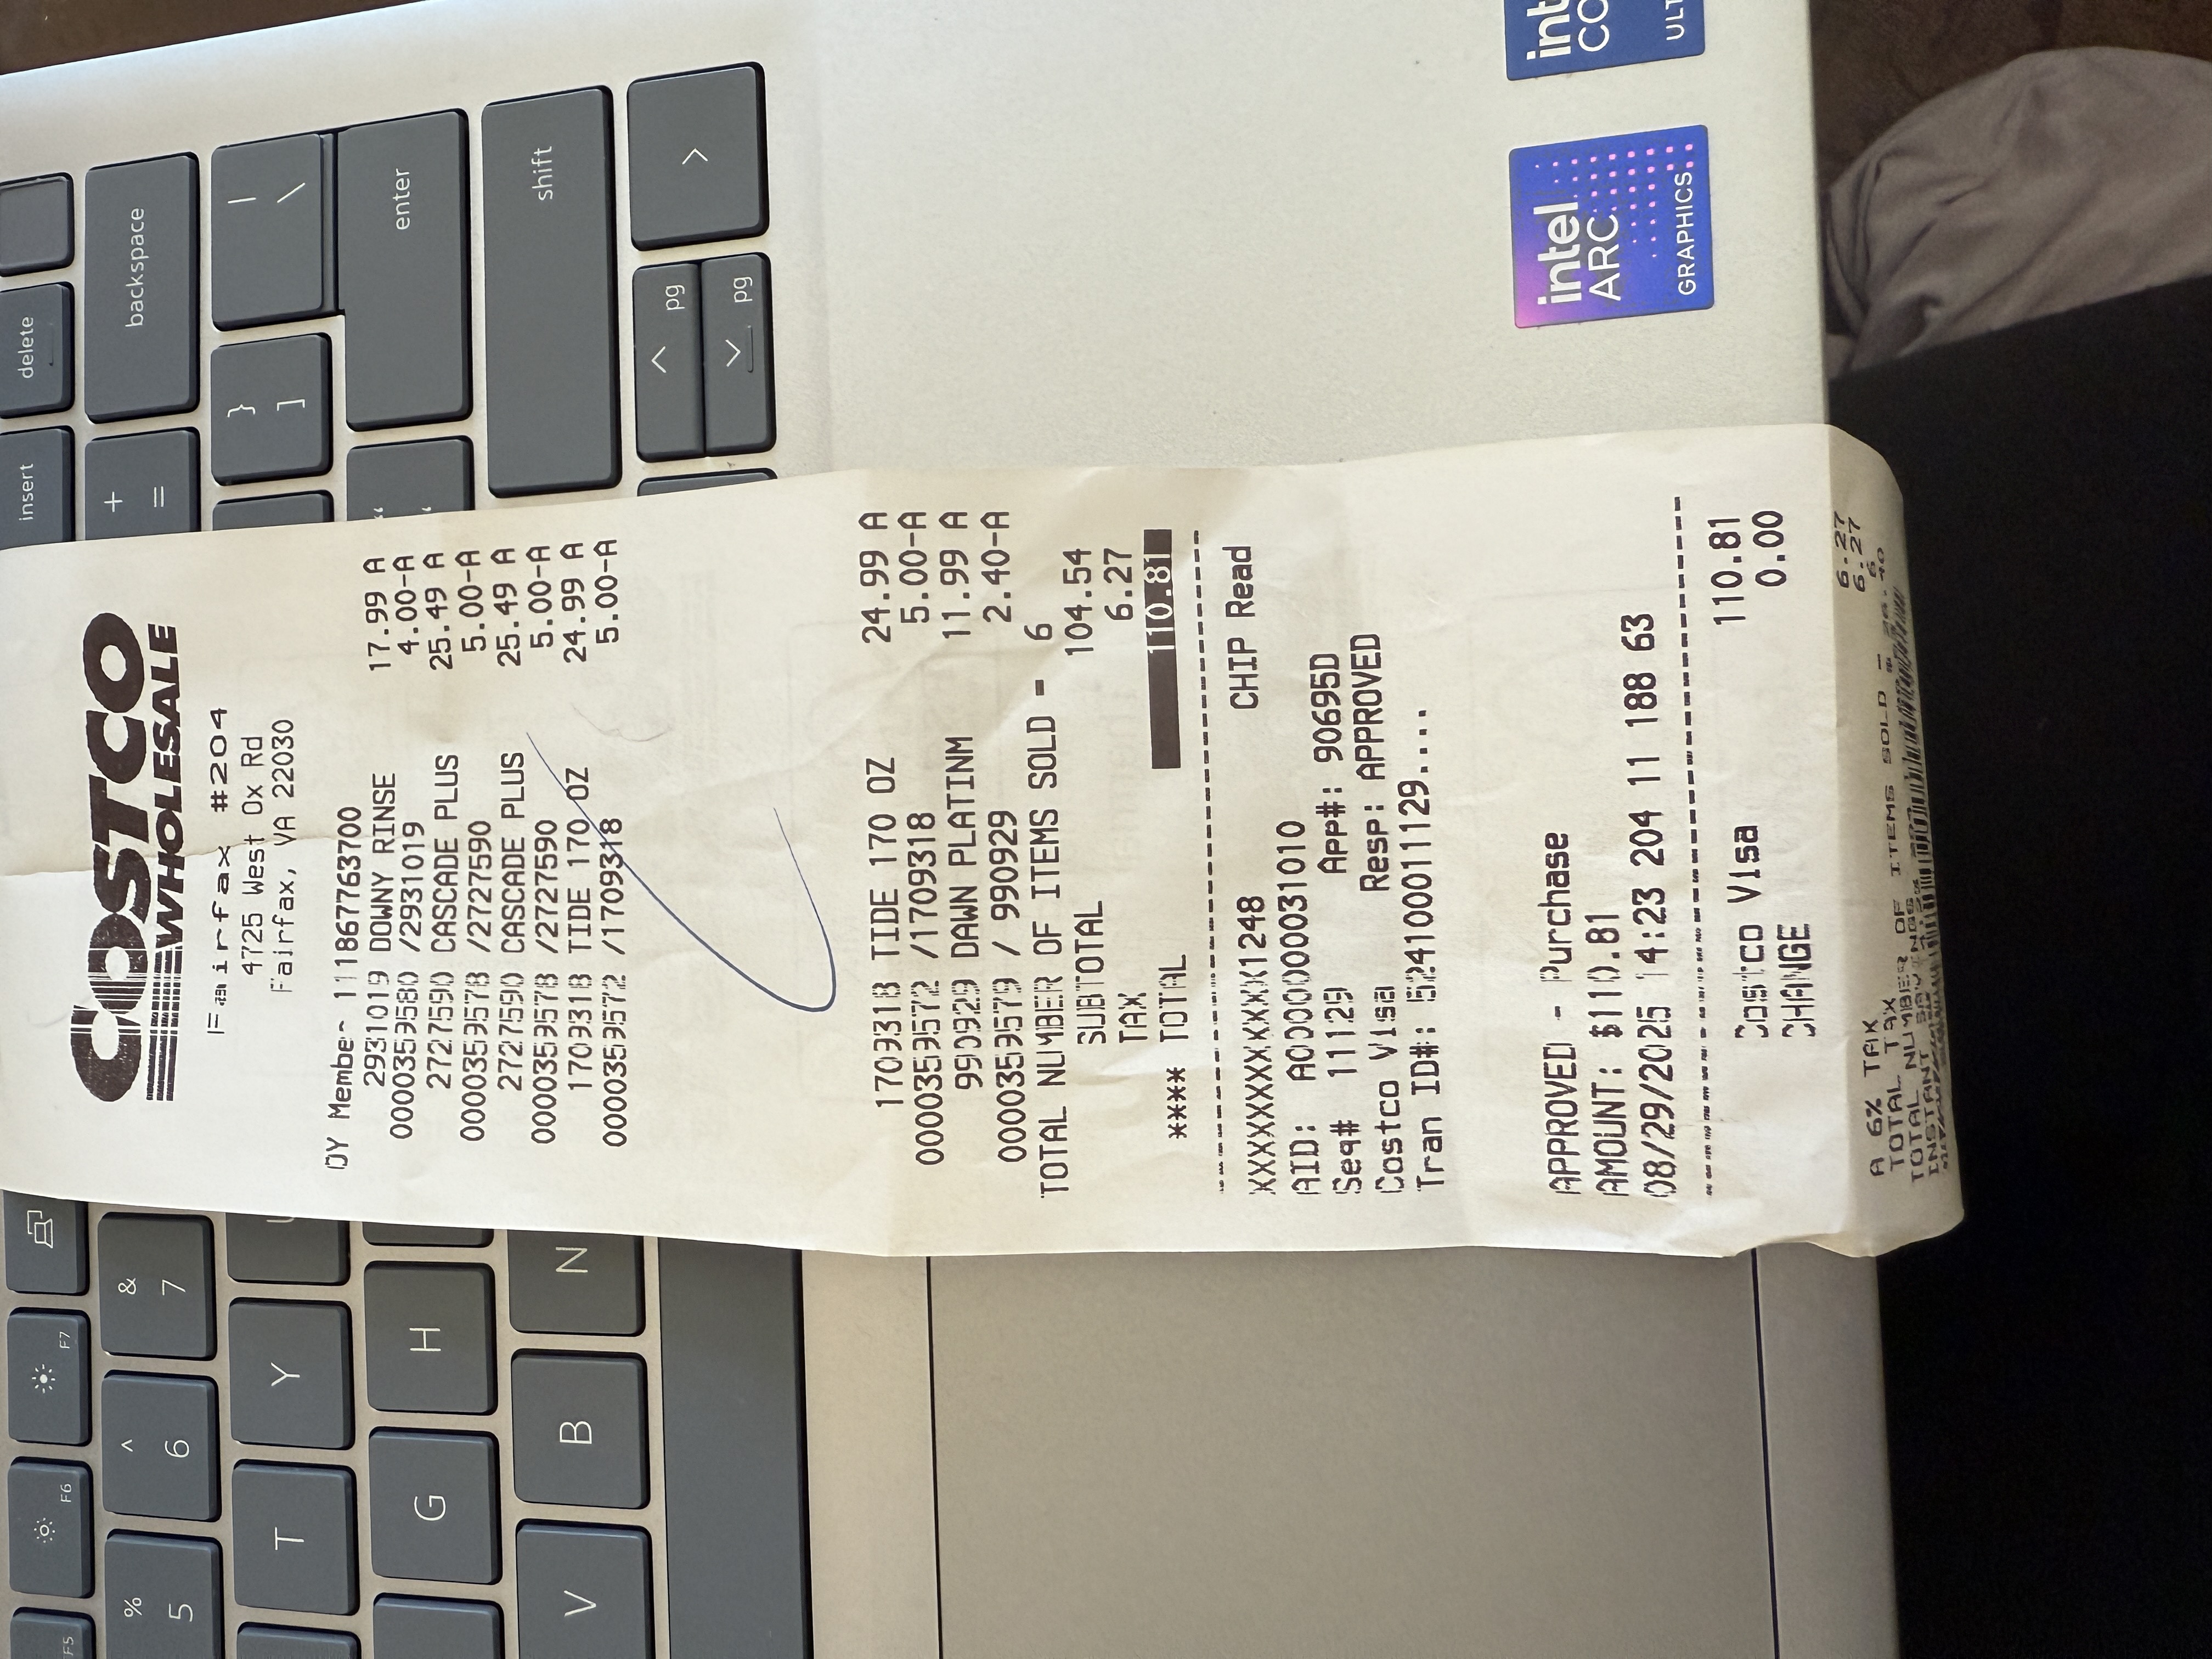 F5
F6
F7
insert
delete
%
5
^
6
&
7
+
=
backspace
T
Y
}
]
|
\
G
H
enter
V
B
N
shift
^ pg
pg
>
COSTCO
WHOLESALE
Fairfax #204
4725 West Ox Rd
Fairfax, VA 22030
OY Member 111867763700
2931019 DOWNY RINSE 17.99 A
0000359580 /2931019 4.00-A
2727590 CASCADE PLUS 25.49 A
0000359578 /2727590 5.00-A
2727590 CASCADE PLUS 25.49 A
0000359578 /2727590 5.00-A
1709318 TIDE 170 OZ 24.99 A
0000359572 /1709318 5.00-A
1709318 TIDE 170 OZ 24.99 A
0000359572 /1709318 5.00-A
990929 DAWN PLATINM 11.99 A
0000359579 / 990929 2.40-A
TOTAL NUMBER OF ITEMS SOLD = 6
SUBTOTAL 104.54
TAX 6.27
**** TOTAL 110.81
XXXXXXXXXXXX1248 CHIP Read
AID: A0000000031010
Seq# 11129 App#: 90695D
Costco Visa Resp: APPROVED
Tran ID#: 524100011129....
APPROVED - Purchase
AMOUNT: $110.81
08/29/2025 14:23 204 11 188 63
Costco Visa 110.81
CHANGE 0.00
A 6% TAX 6.27
TOTAL TAX 6.27
TOTAL NUMBER OF ITEMS SOLD = 6
INSTANT SAVINGS $ 26.40
intel
ARC
GRAPHICS